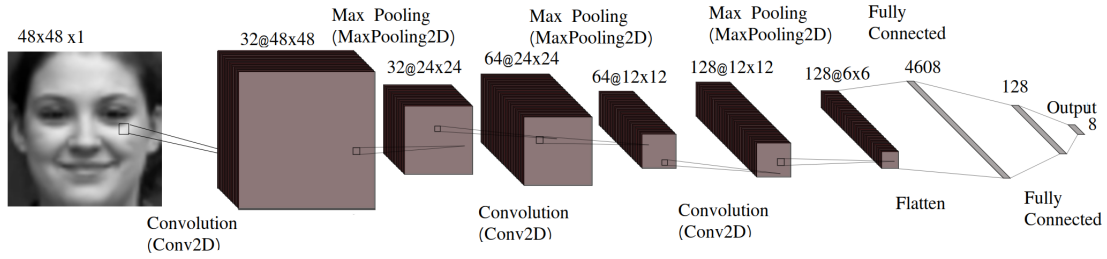 48x48 x1
32@48x48
Max Pooling
(MaxPooling2D)
32@24x24
Max Pooling
(MaxPooling2D)
64@24x24
64@12x12
Max Pooling
(MaxPooling2D)
128@12x12
128@6x6
Fully
Connected
4608
128
Output
8
Convolution
(Conv2D)
Convolution
(Conv2D)
Convolution
(Conv2D)
Flatten
Fully
Connected